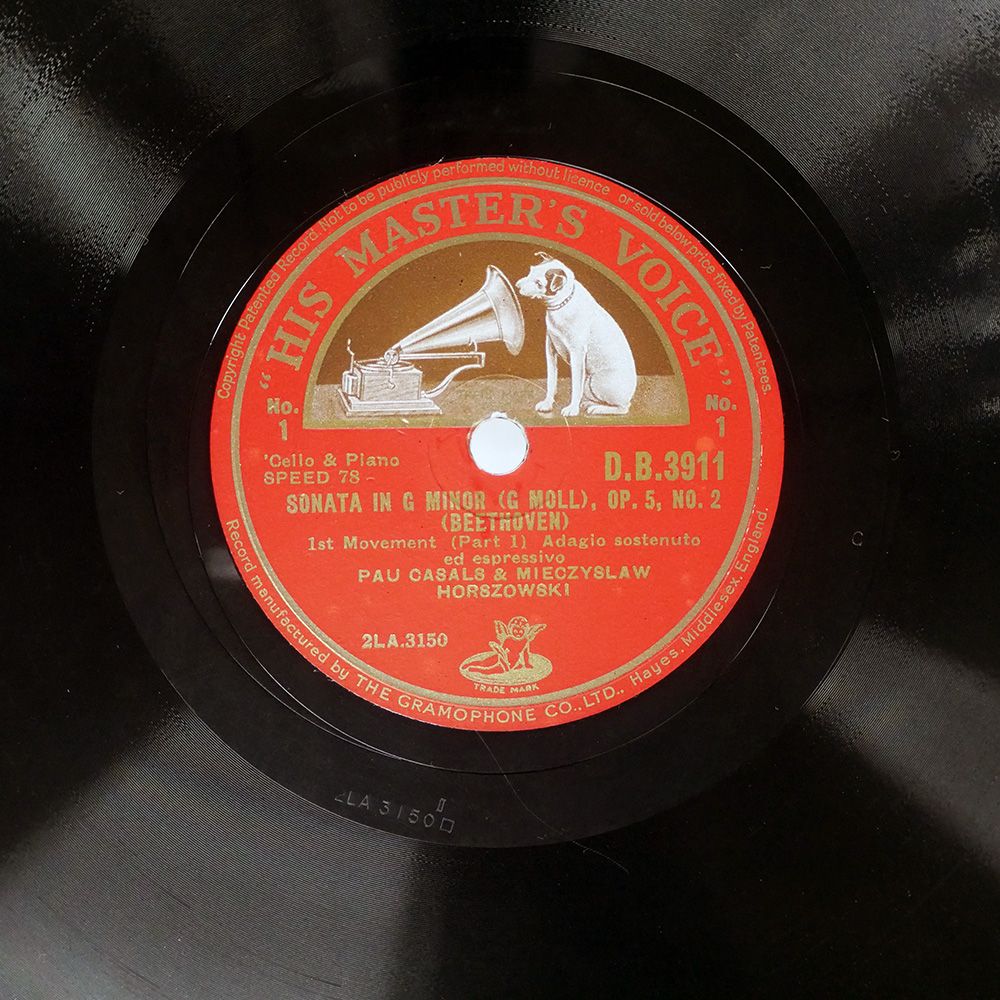 Copyright Patented Record. Not to be publicly performed without licence or sold below price fixed by Patentees.
"HIS MASTER'S VOICE"
No. 1
No. 1
'Cello & Piano
SPEED 78
D.B.3911
SONATA IN G MINOR (G MOLL), OP. 5, NO. 2
(BEETHOVEN)
1st Movement (Part 1) Adagio sostenuto
ed espressivo
PAU CASALS & MIECZYSLAW
HORSZOWSKI
2LA.3150
TRADE MARK
Record manufactured by THE GRAMOPHONE CO., LTD., Hayes, Middlesex, England.
2LA 3150 II